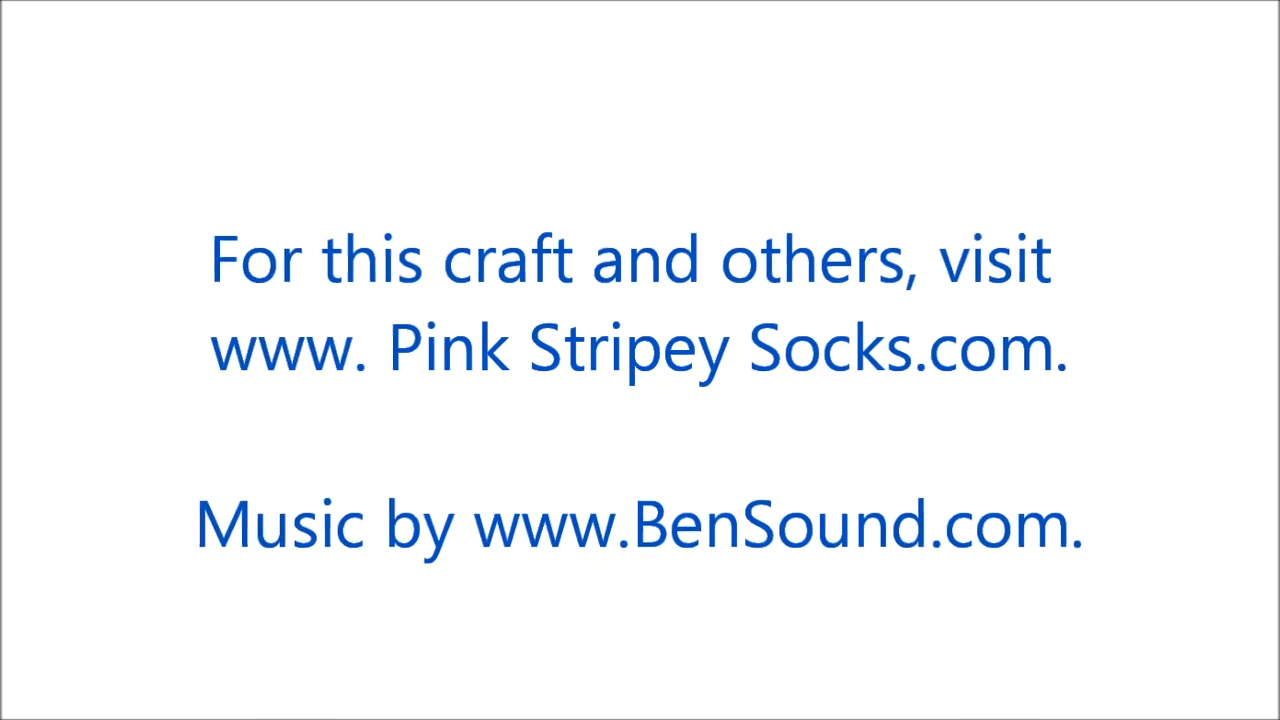 For this craft and others, visit
www. Pink Stripey Socks.com.
Music by www.BenSound.com.